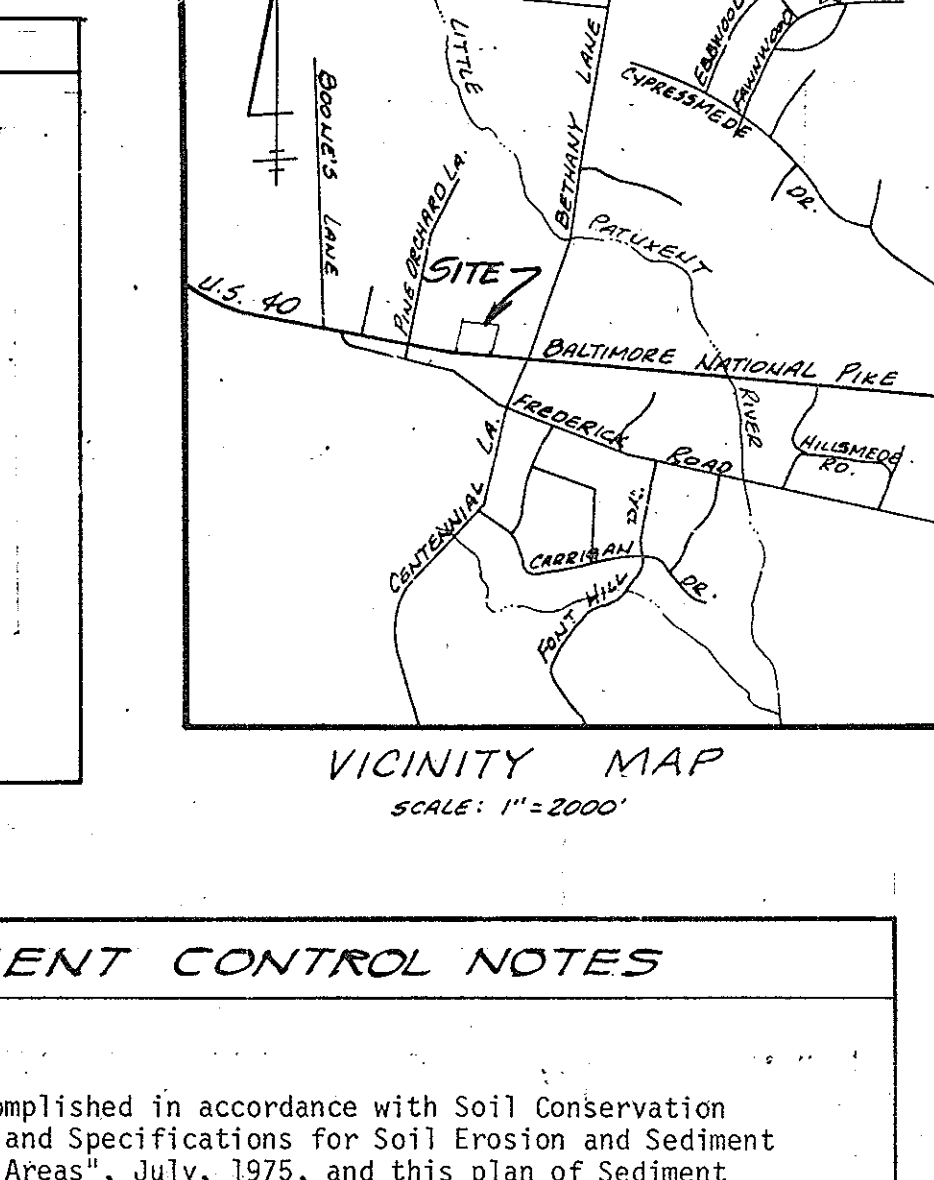 LITTLE
BETHANY LANE
EBBWOOD
FAWNWOOD
CYPRESSMEDE
DR.
BOONE'S LANE
PINE ORCHARD LA.
PATUXENT
SITE
U.S. 40
BALTIMORE NATIONAL PIKE
RIVER
FREDERICK ROAD
HILLSMEDE
RD.
CENTENNIAL LA.
DR.
CARRIGAN
DR.
FONT HILL
VICINITY MAP
SCALE: 1"=2000'
ENT CONTROL NOTES
omplished in accordance with Soil Conservation
and Specifications for Soil Erosion and Sediment
Areas", July, 1975, and this plan of Sediment